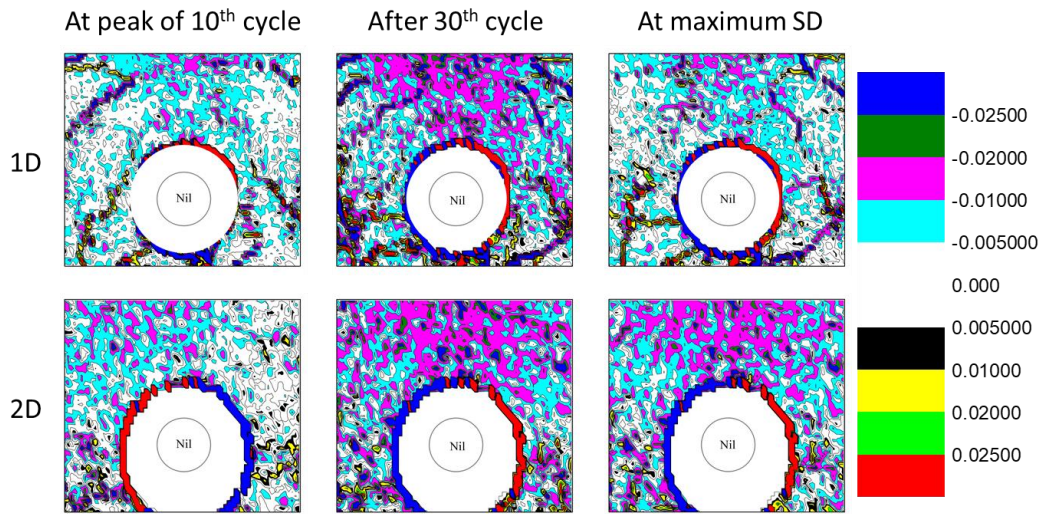 At peak of 10th cycle
After 30th cycle
At maximum SD
1D
Nil
Nil
Nil
2D
Nil
Nil
Nil
-0.02500
-0.02000
-0.01000
-0.005000
0.000
0.005000
0.01000
0.02000
0.02500